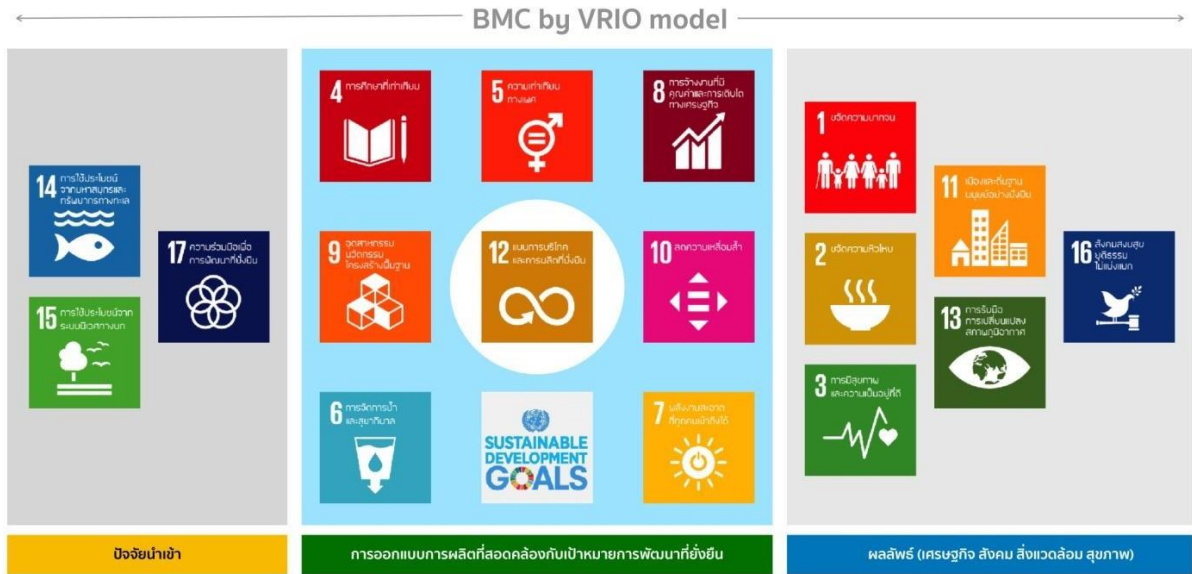 BMC by VRIO model
14 การใช้ประโยชน์
จากมหาสมุทรและ
ทรัพยากรทางทะเล
15 การใช้ประโยชน์จาก
ระบบนิเวศทางบก
17 ความร่วมมือเพื่อ
การพัฒนาที่ยั่งยืน
4 การศึกษาที่เท่าเทียม
5 ความเท่าเทียม
ทางเพศ
8 การจ้างงานที่มี
คุณค่าและการเติบโต
ทางเศรษฐกิจ
9 อุตสาหกรรม
นวัตกรรม
โครงสร้างพื้นฐาน
12 แผนการบริโภค
และการผลิตที่ยั่งยืน
10 ลดความเหลื่อมล้ำ
6 การจัดการน้ำ
และสุขาภิบาล
SUSTAINABLE
DEVELOPMENT
GOALS
7 พลังงานสะอาด
ที่ทุกคนเข้าถึงได้
1 ขจัดความยากจน
2 ขจัดความหิวโหย
3 การมีสุขภาพ
และความเป็นอยู่ที่ดี
11 เมืองและถิ่นฐาน
มนุษย์อย่างยั่งยืน
13 การรับมือ
การเปลี่ยนแปลง
สภาพภูมิอากาศ
16 สังคมสงบสุข
ยุติธรรม
ไม่แบ่งแยก
ปัจจัยนำเข้า
การออกแบบการผลิตที่สอดคล้องกับเป้าหมายการพัฒนาที่ยั่งยืน
ผลลัพธ์ (เศรษฐกิจ สังคม สิ่งแวดล้อม สุขภาพ)